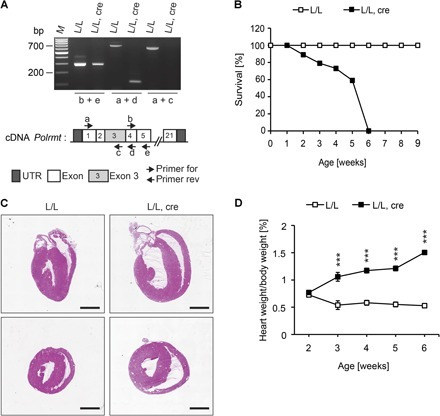 A
bp
M
L/L
L/L, cre
L/L
L/L, cre
L/L
L/L, cre
700
200
b + e
a + d
a + c
a
b
cDNA Polrmt
1
2
3
4
5
21
c
d
e
UTR
Exon
3
Exon 3
Primer for
Primer rev
B
L/L
L/L, cre
Survival [%]
100
80
60
40
20
0
0
1
2
3
4
5
6
7
8
9
Age [weeks]
C
L/L
L/L, cre
D
L/L
L/L, cre
Heart weight/body weight [%]
2
1.5
1
0.5
0
***
***
***
***
2
3
4
5
6
Age [weeks]